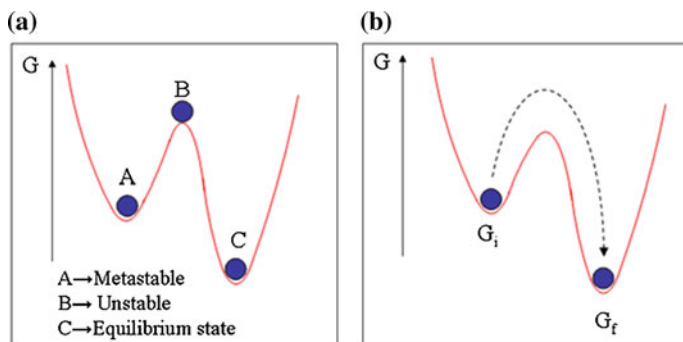 (a)
G
A
B
C
A→Metastable
B→ Unstable
C→Equilibrium state
(b)
G
Gi
Gf